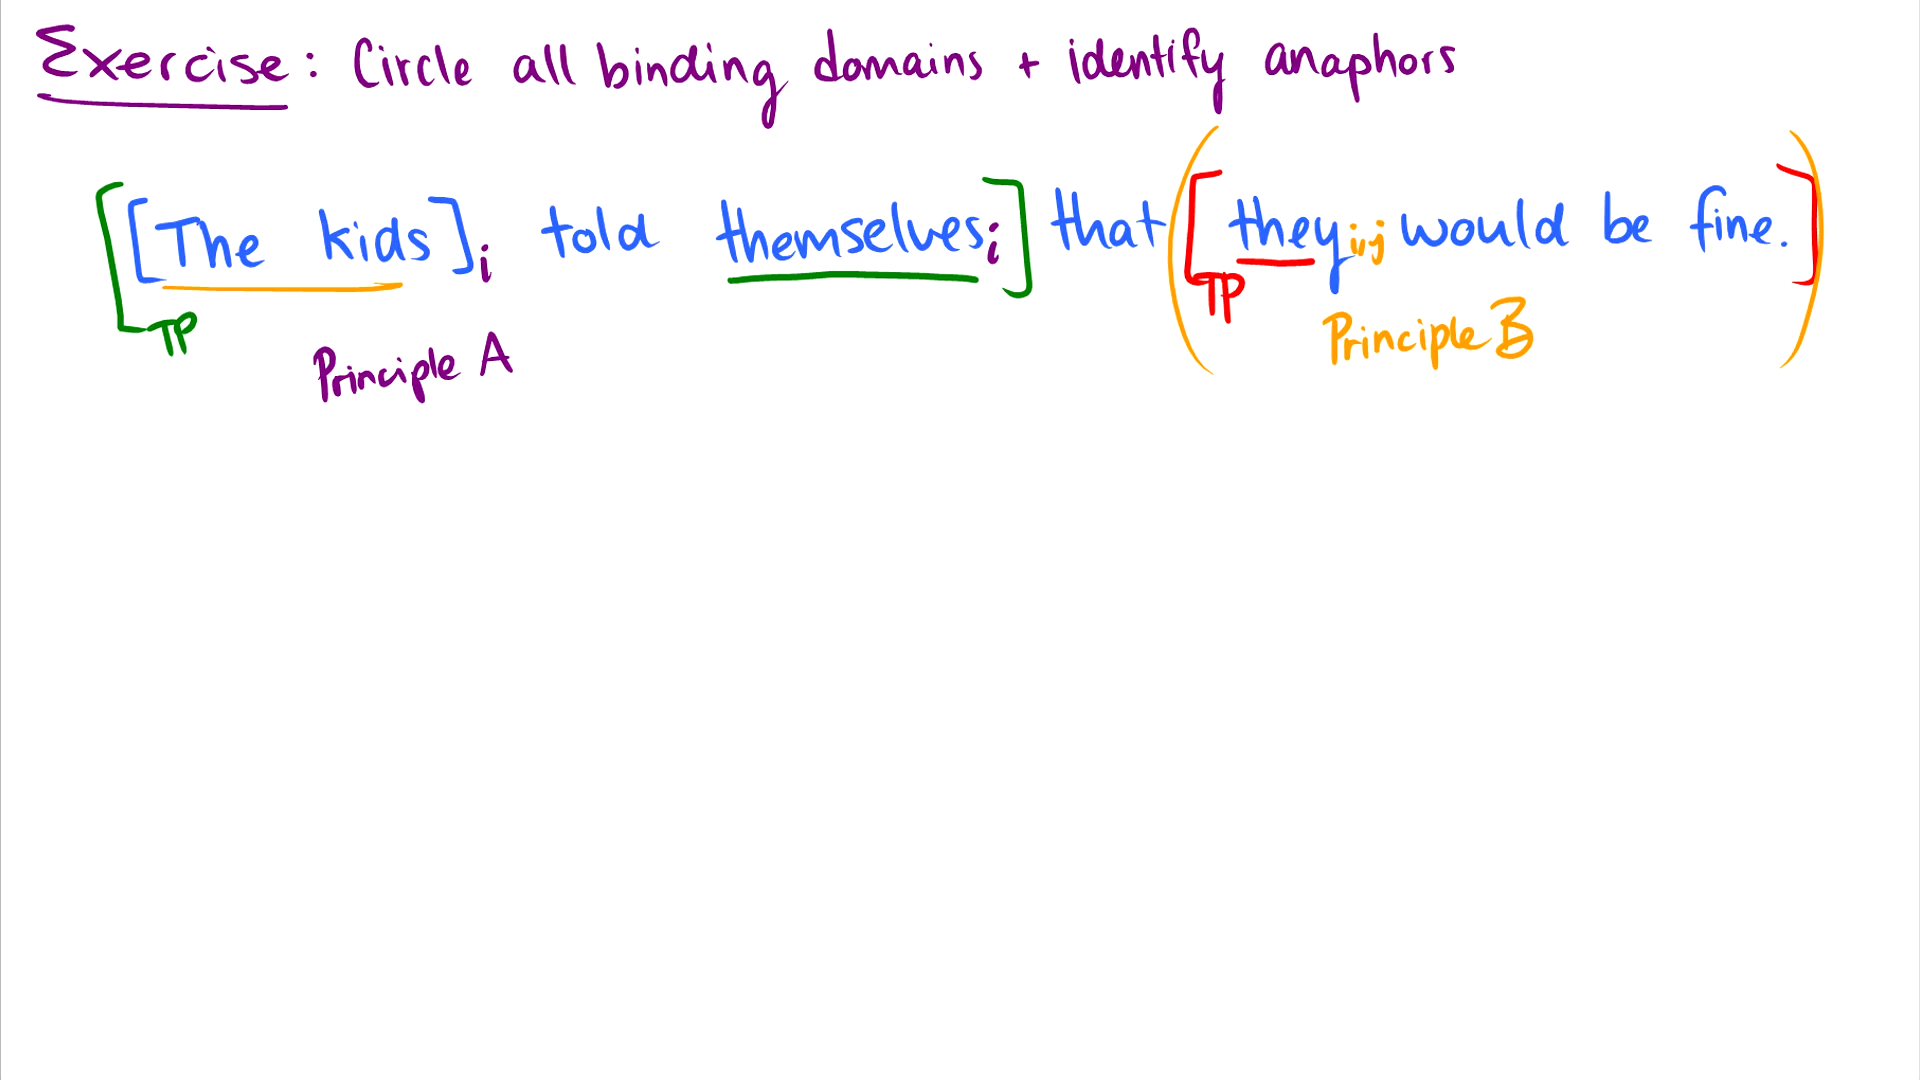 Exercise: Circle all binding domains + identify anaphors
[[The kids]i told themselvesi] that ([theyi,j would be fine.])
TP TP
Principle A Principle B